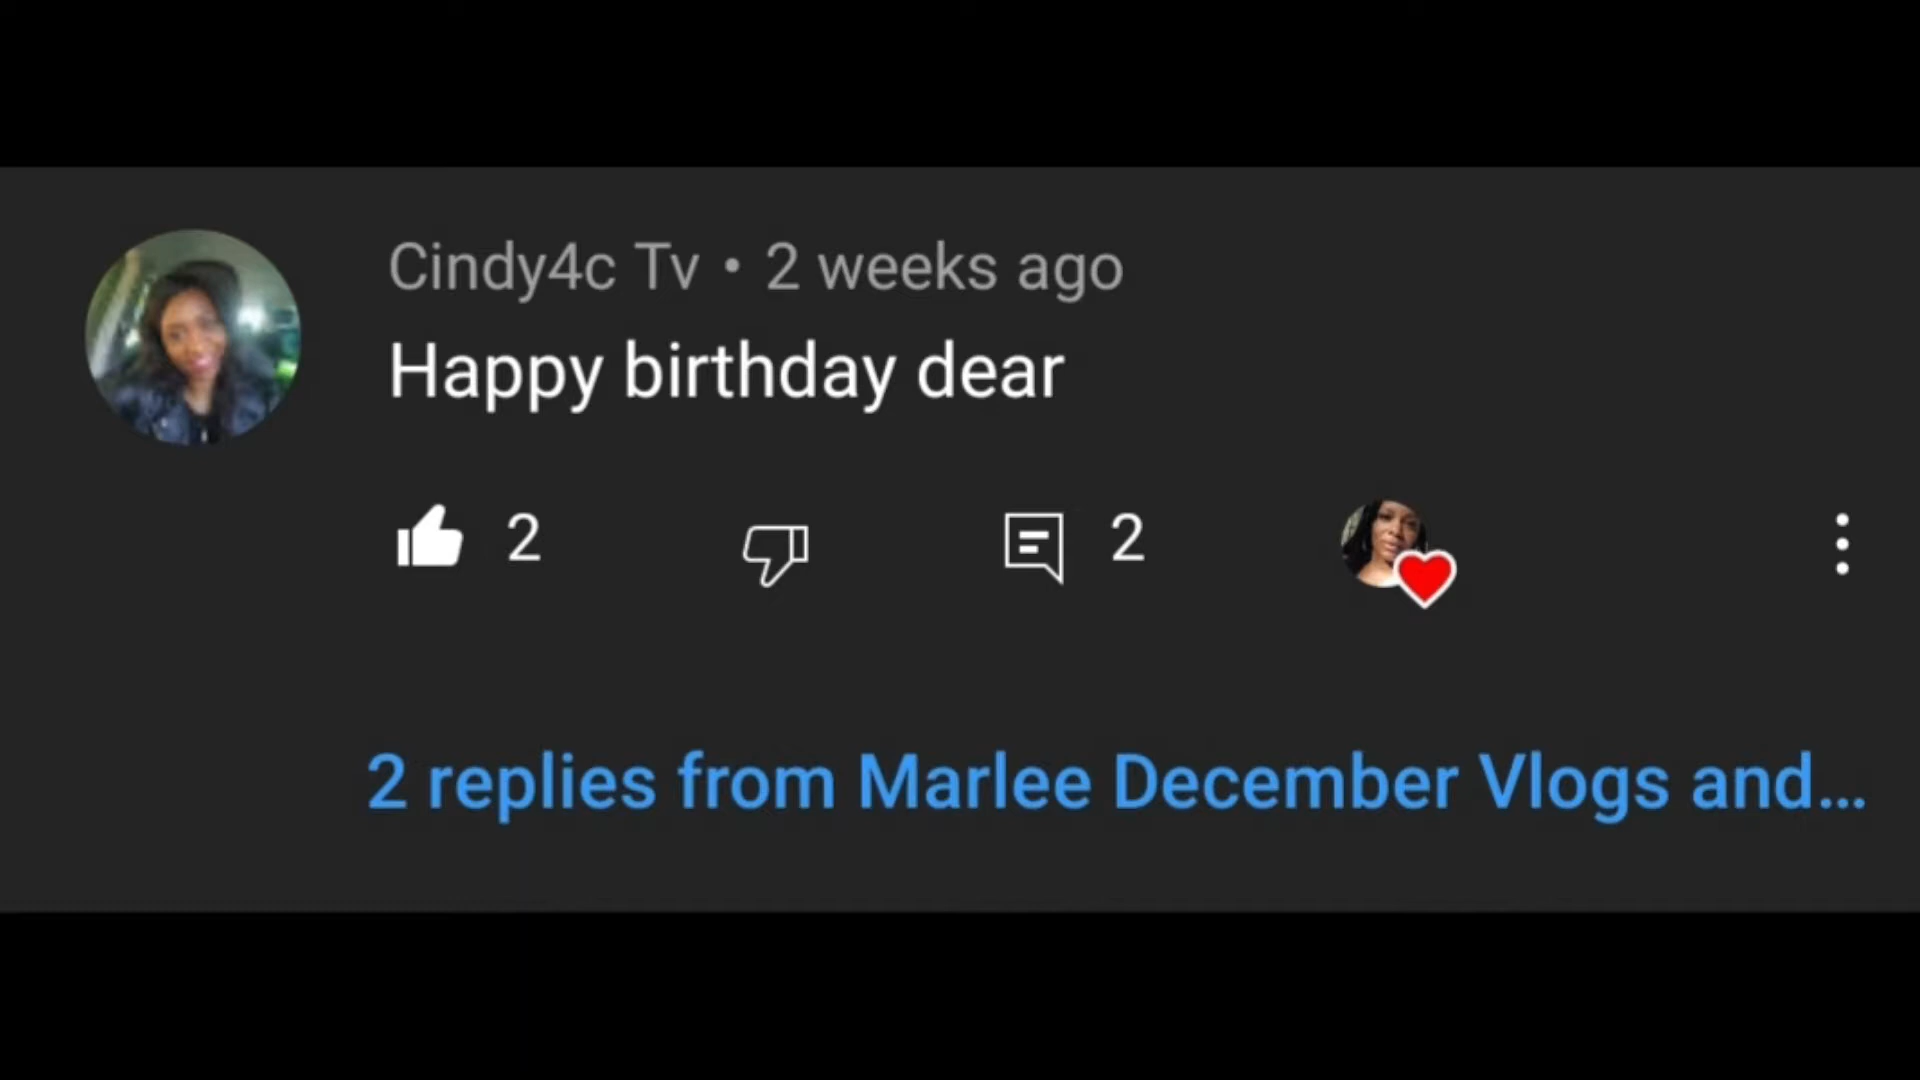 Cindy4c Tv • 2 weeks ago
Happy birthday dear
2 2
2 replies from Marlee December Vlogs and...